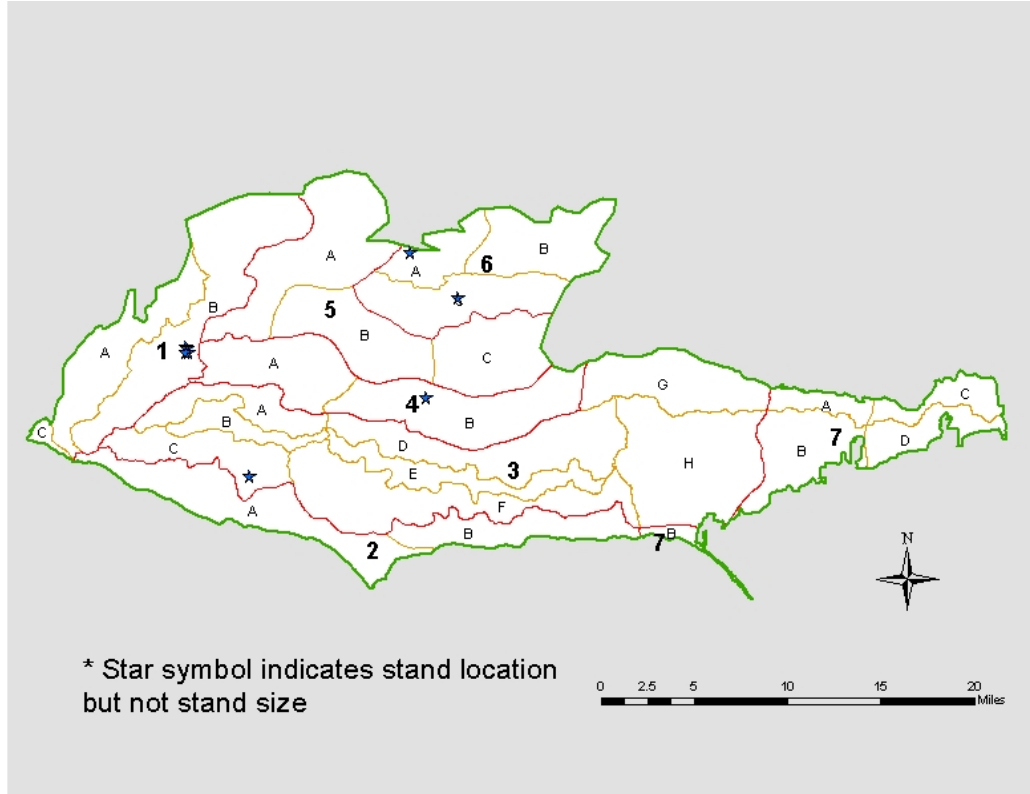 A
B
6
A
B
5
B
A
1
A
C
G
C
4
A
A
B
B
7
D
B
C
C
D
3
B
E
H
F
A
B
B
2
7
N
* Star symbol indicates stand location
but not stand size
0 2.5 5 10 15 20
Miles